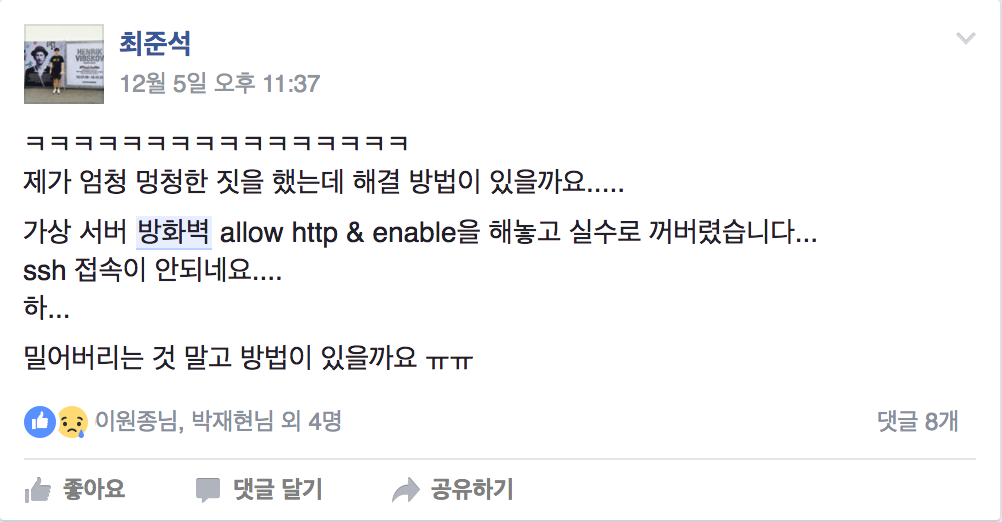 최준석
12월 5일 오후 11:37
ㅋㅋㅋㅋㅋㅋㅋㅋㅋㅋㅋㅋㅋㅋㅋㅋ
제가 엄청 멍청한 짓을 했는데 해결 방법이 있을까요.....
가상 서버 방화벽 allow http & enable을 해놓고 실수로 꺼버렸습니다...
ssh 접속이 안되네요....
하...
밀어버리는 것 말고 방법이 있을까요 ㅠㅠ
이원종님, 박재현님 외 4명
댓글 8개
좋아요 댓글 달기 공유하기
HENRIK
VIBSKOV